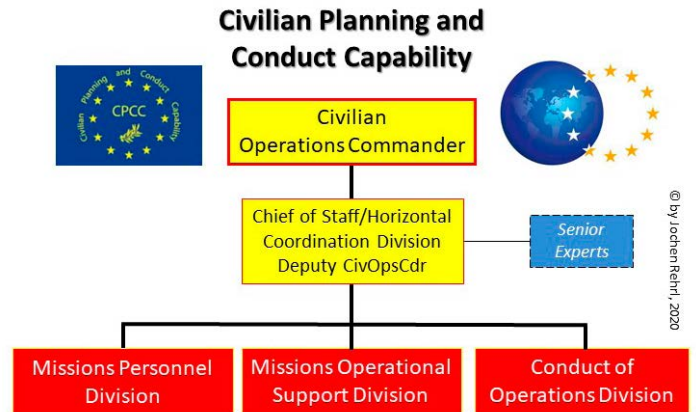 Civilian Planning and
Conduct Capability
Civilian Planning and Conduct Capability
CPCC
Civilian
Operations Commander
Chief of Staff/Horizontal
Coordination Division
Deputy CivOpsCdr
Senior
Experts
© by Jochen Rehrl, 2020
Missions Personnel
Division
Missions Operational
Support Division
Conduct of
Operations Division